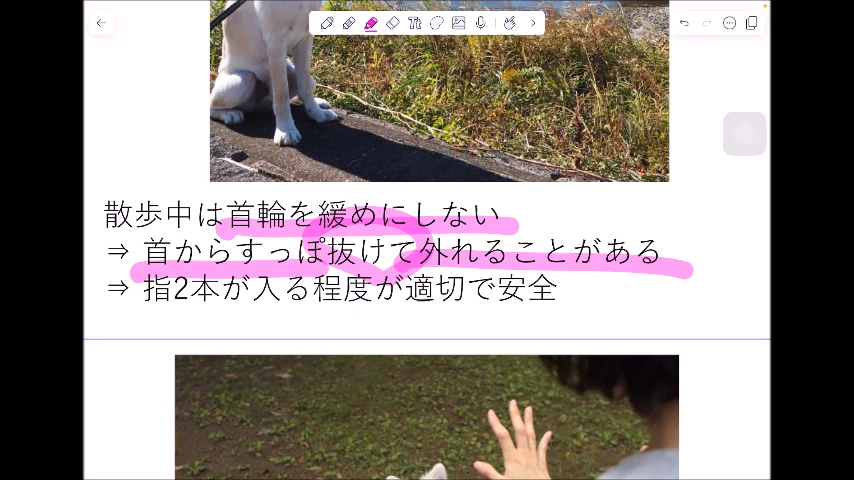 Tt
散歩中は首輪を緩めにしない
⇒ 首からすっぽ抜けて外れることがある
⇒ 指2本が入る程度が適切で安全